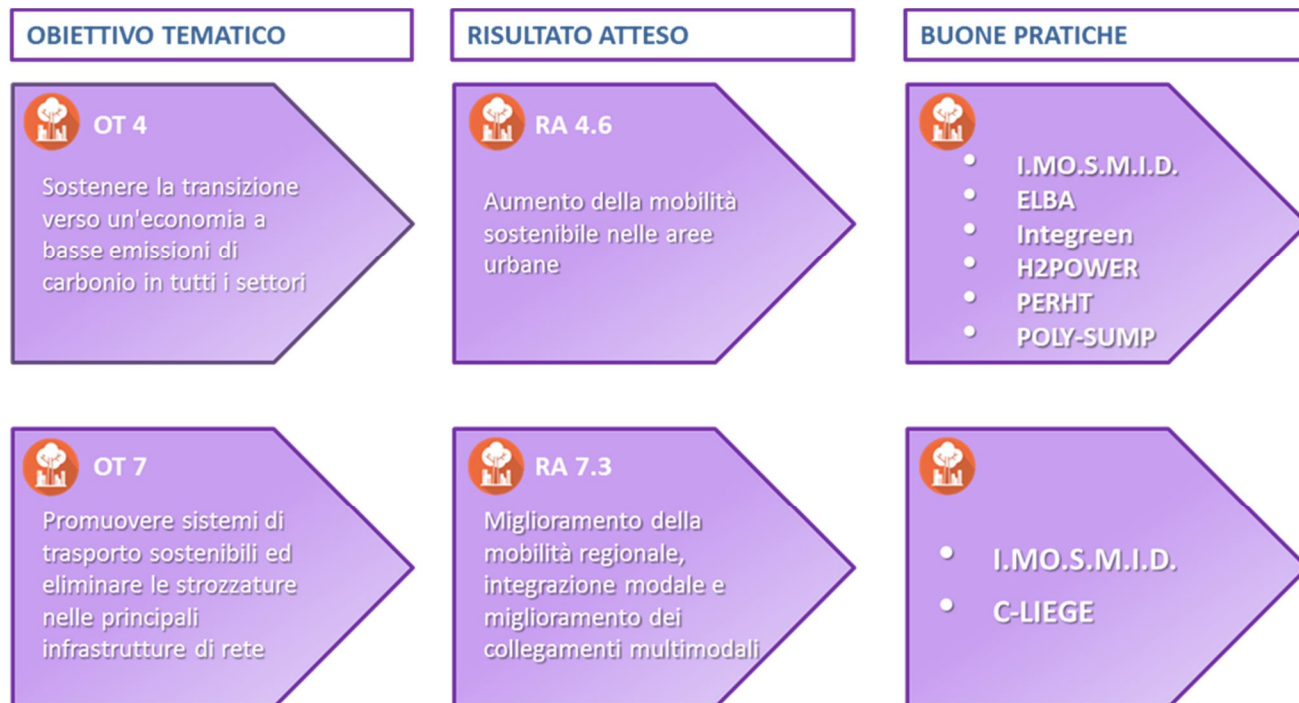 OBIETTIVO TEMATICO
RISULTATO ATTESO
BUONE PRATICHE
OT 4
Sostenere la transizione
verso un'economia a
basse emissioni di
carbonio in tutti i settori
RA 4.6
Aumento della mobilità
sostenibile nelle aree
urbane
• I.MO.S.M.I.D.
• ELBA
• Integreen
• H2POWER
• PERHT
• POLY-SUMP
OT 7
Promuovere sistemi di
trasporto sostenibili ed
eliminare le strozzature
nelle principali
infrastrutture di rete
RA 7.3
Miglioramento della
mobilità regionale,
integrazione modale e
miglioramento dei
collegamenti multimodali
• I.MO.S.M.I.D.
• C-LIEGE